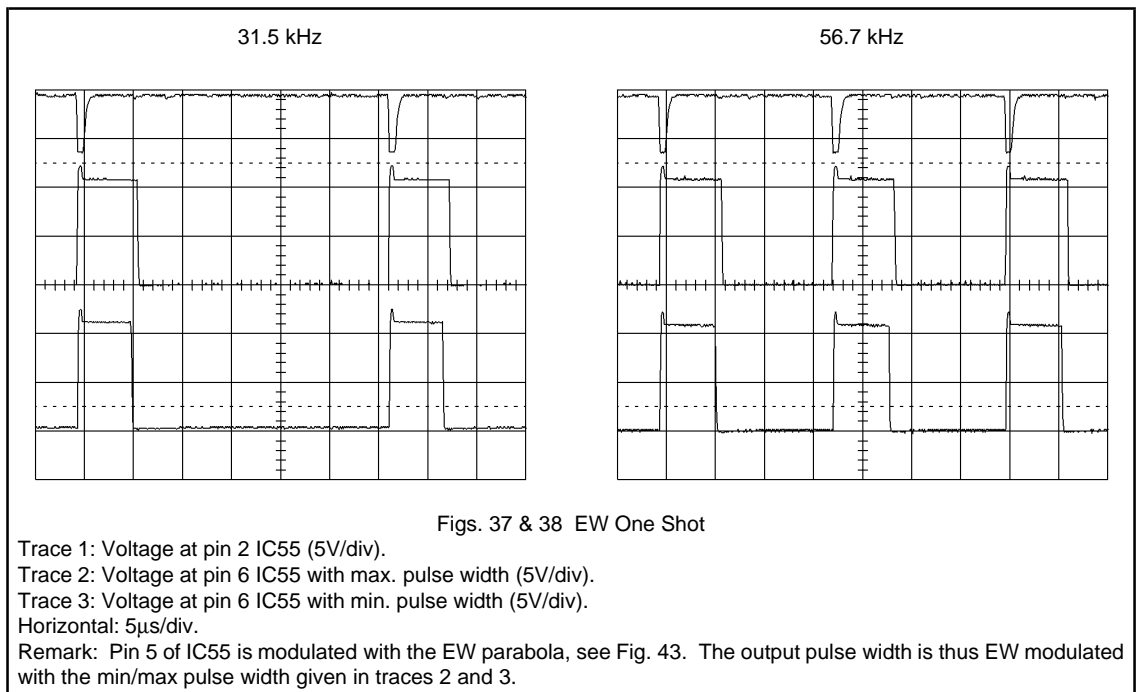 31.5 kHz
56.7 kHz
Figs. 37 & 38  EW One Shot
Trace 1: Voltage at pin 2 IC55 (5V/div).
Trace 2: Voltage at pin 6 IC55 with max. pulse width (5V/div).
Trace 3: Voltage at pin 6 IC55 with min. pulse width (5V/div).
Horizontal: 5μs/div.
Remark:  Pin 5 of IC55 is modulated with the EW parabola, see Fig. 43.  The output pulse width is thus EW modulated
with the min/max pulse width given in traces 2 and 3.